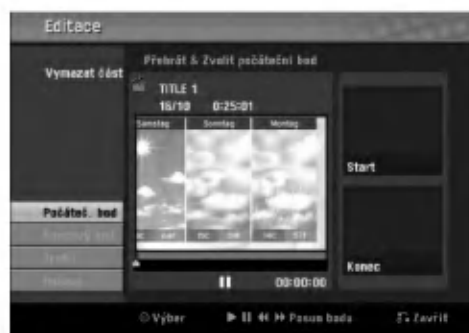 Editace
Přehrát & Zvolit počáteční bod
Vymazat část
TITLE 1
16/10 0:25:01
Samstag Sonntag Montag
Start
Počáteč. bod
Konec
00:00:00
Výběr
Posun bodu
Zavřít